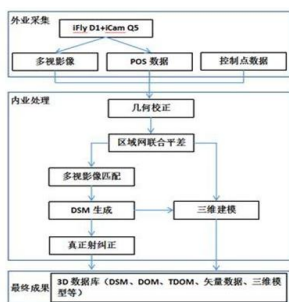 外业采集
iFly D1+iCam Q5
多视影像
POS 数据
控制点数据
内业处理
几何校正
区域网联合平差
多视影像匹配
DSM 生成
三维建模
真正射纠正
最终成果
3D 数据库（DSM、DOM、TDOM、矢量数据、三维模
型等）